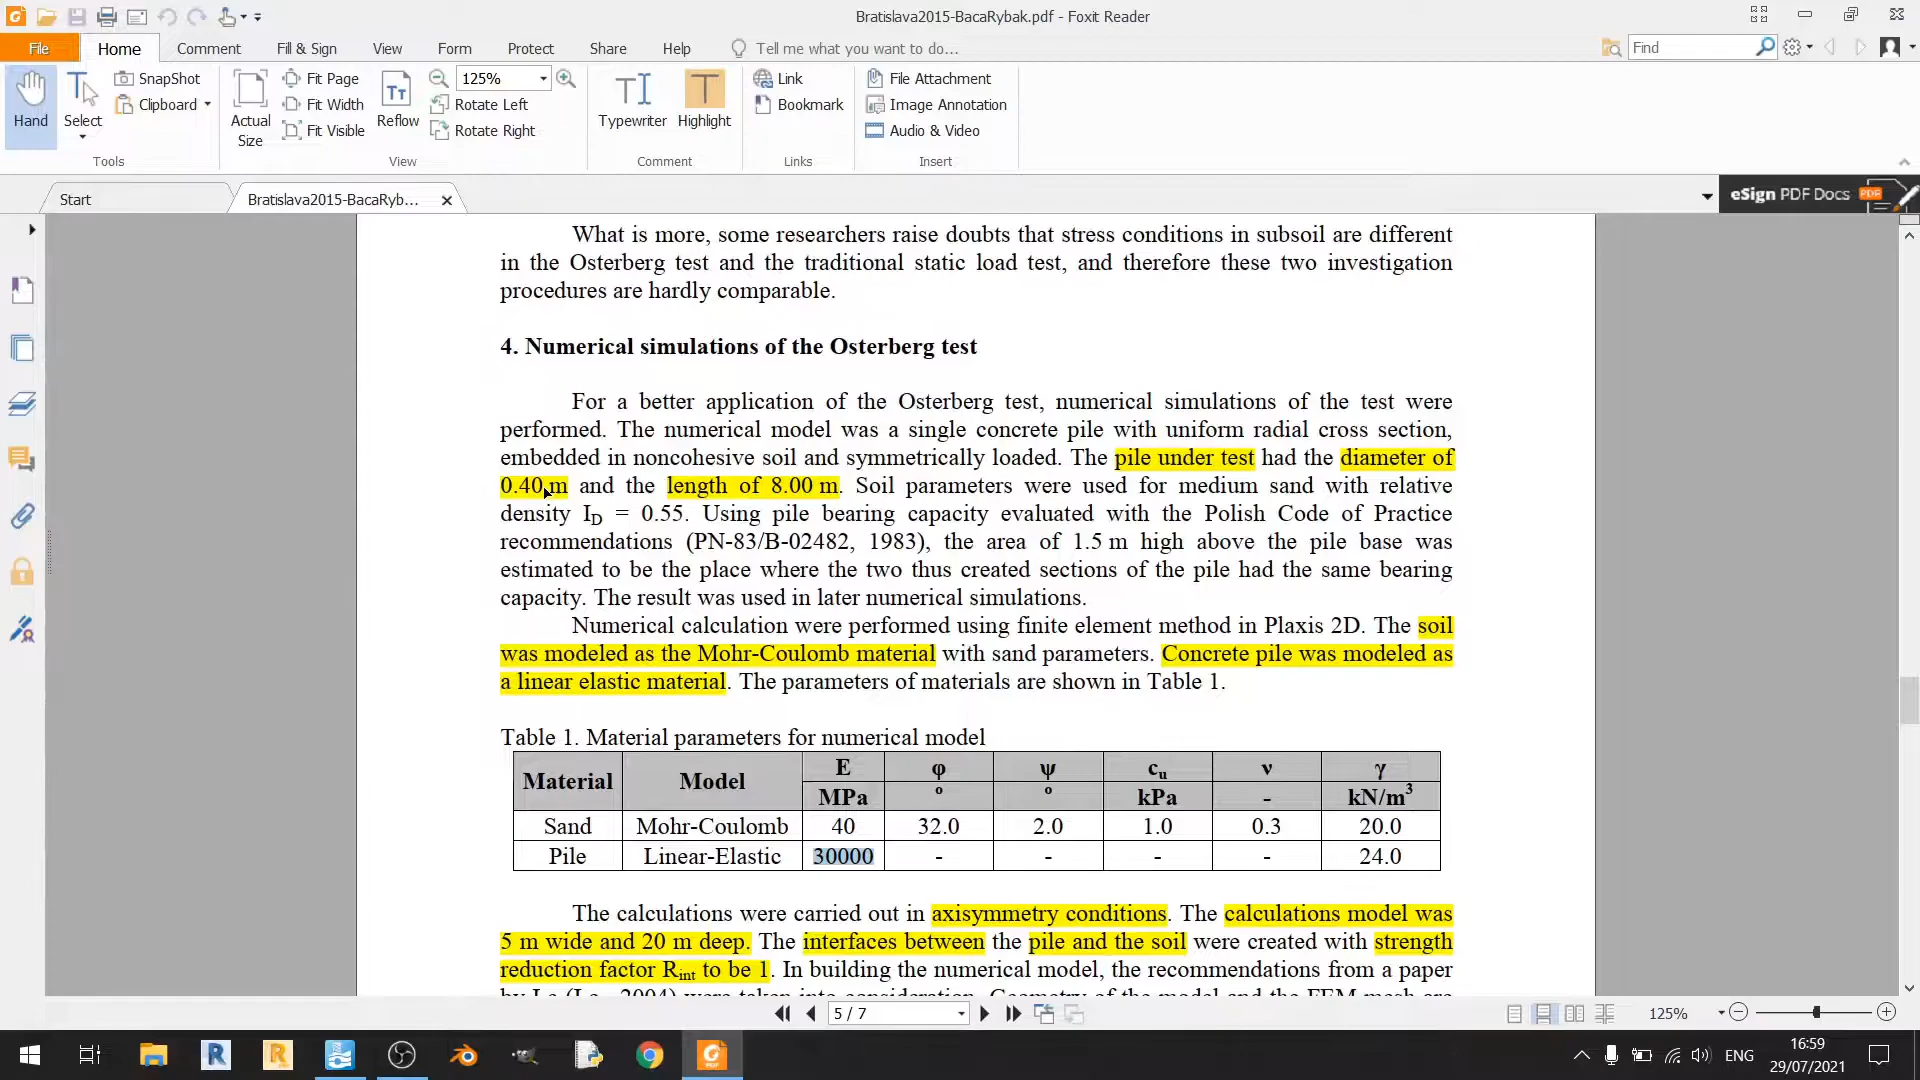 Bratislava2015-BacaRybak.pdf - Foxit Reader
File Home Comment Fill & Sign View Form Protect Share Help Tell me what you want to do... Find
Hand
Select
SnapShot
Clipboard
Tools
Actual Size
Fit Page
Fit Width
Fit Visible
Reflow
125%
Rotate Left
Rotate Right
View
Typewriter
Highlight
Comment
Link
Bookmark
Links
File Attachment
Image Annotation
Audio & Video
Insert
Start
Bratislava2015-BacaRyb...
eSign PDF Docs
PDF
What is more, some researchers raise doubts that stress conditions in subsoil are different
in the Osterberg test and the traditional static load test, and therefore these two investigation
procedures are hardly comparable.
4. Numerical simulations of the Osterberg test
For a better application of the Osterberg test, numerical simulations of the test were
performed. The numerical model was a single concrete pile with uniform radial cross section,
embedded in noncohesive soil and symmetrically loaded. The pile under test had the diameter of
0.40 m and the length of 8.00 m. Soil parameters were used for medium sand with relative
density ID = 0.55. Using pile bearing capacity evaluated with the Polish Code of Practice
recommendations (PN-83/B-02482, 1983), the area of 1.5 m high above the pile base was
estimated to be the place where the two thus created sections of the pile had the same bearing
capacity. The result was used in later numerical simulations.
Numerical calculation were performed using finite element method in Plaxis 2D. The soil
was modeled as the Mohr-Coulomb material with sand parameters. Concrete pile was modeled as
a linear elastic material. The parameters of materials are shown in Table 1.
Table 1. Material parameters for numerical model
Material Model E φ ψ cu ν γ
MPa º º kPa - kN/m3
Sand Mohr-Coulomb 40 32.0 2.0 1.0 0.3 20.0
Pile Linear-Elastic 30000 - - - - 24.0
The calculations were carried out in axisymmetry conditions. The calculations model was
5 m wide and 20 m deep. The interfaces between the pile and the soil were created with strength
reduction factor Rint to be 1. In building the numerical model, the recommendations from a paper
5 / 7
125%
ENG
16:59
29/07/2021